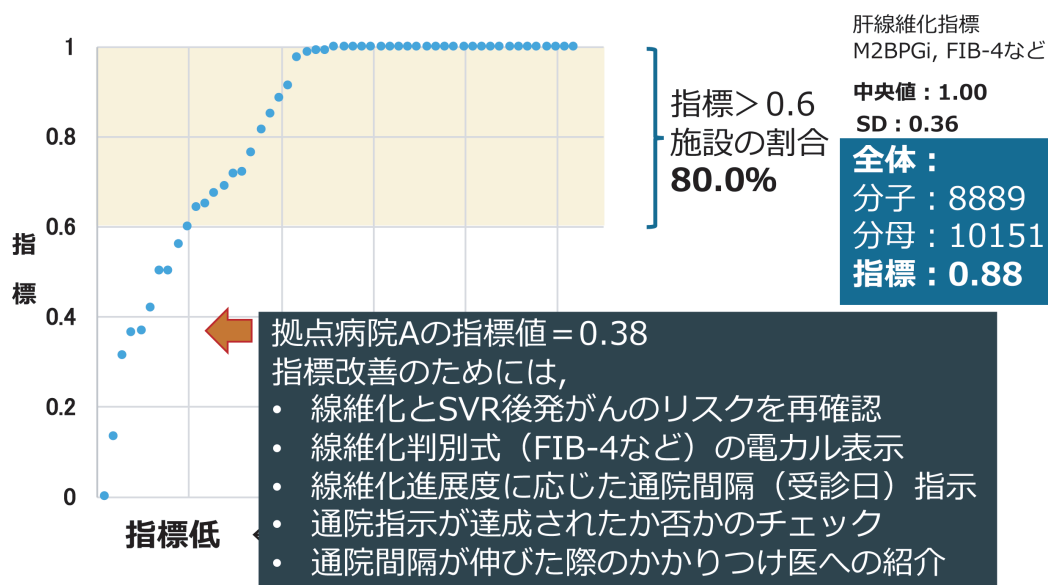 肝線維化指標
M2BPGi, FIB-4など
中央値：1.00
SD：0.36
全体：
分子：8889
分母：10151
指標：0.88
指標＞0.6
施設の割合
80.0%
1
0.8
0.6
0.4
0.2
0
指標
指標低
拠点病院Aの指標値＝0.38
指標改善のためには,
• 線維化とSVR後発がんのリスクを再確認
• 線維化判別式（FIB-4など）の電カル表示
• 線維化進展度に応じた通院間隔（受診日）指示
• 通院指示が達成されたか否かのチェック
• 通院間隔が伸びた際のかかりつけ医への紹介